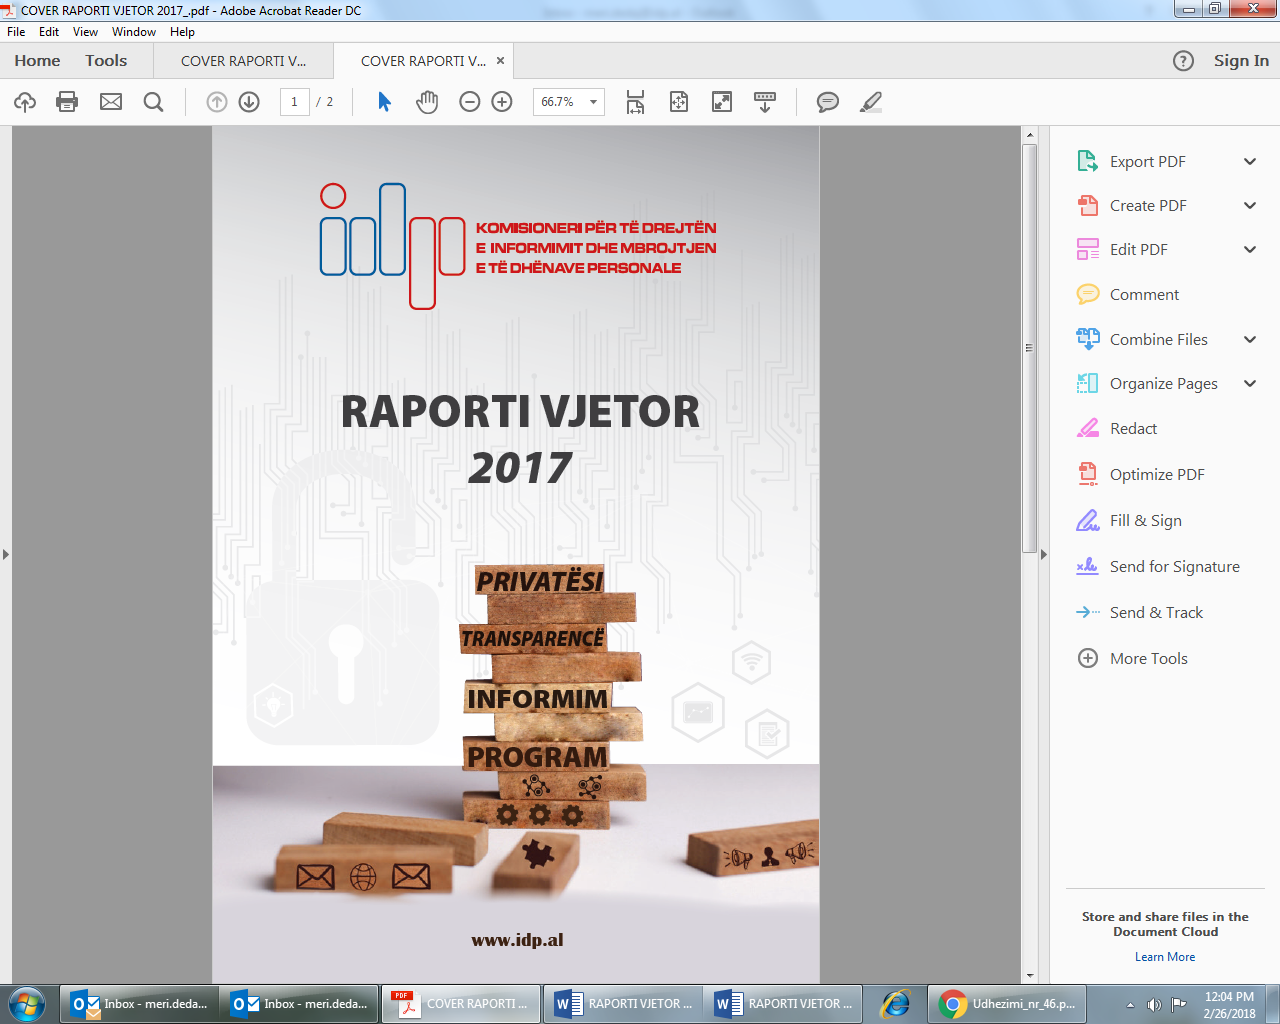 COVER RAPORTI VJETOR 2017_.pdf - Adobe Acrobat Reader DC
File Edit View Window Help
Home Tools COVER RAPORTI V... COVER RAPORTI V... Sign In
1 / 2 66.7%
KOMISIONERI PËR TË DREJTËN
E INFORMIMIT DHE MBROJTJEN
E TË DHËNAVE PERSONALE
idp
RAPORTI VJETOR
2017
PRIVATËSI
TRANSPARENCË
INFORMIM
PROGRAM
www.idp.al
Export PDF
Create PDF
Edit PDF
Comment
Combine Files
Organize Pages
Redact
Optimize PDF
Fill & Sign
Send for Signature
Send & Track
More Tools
Store and share files in the
Document Cloud
Learn More
Inbox - meri.deda... Inbox - meri.deda... COVER RAPORTI ... RAPORTI VJETOR ... RAPORTI VJETOR ... Udhezimi_nr_46.p... 12:04 PM
2/26/2018